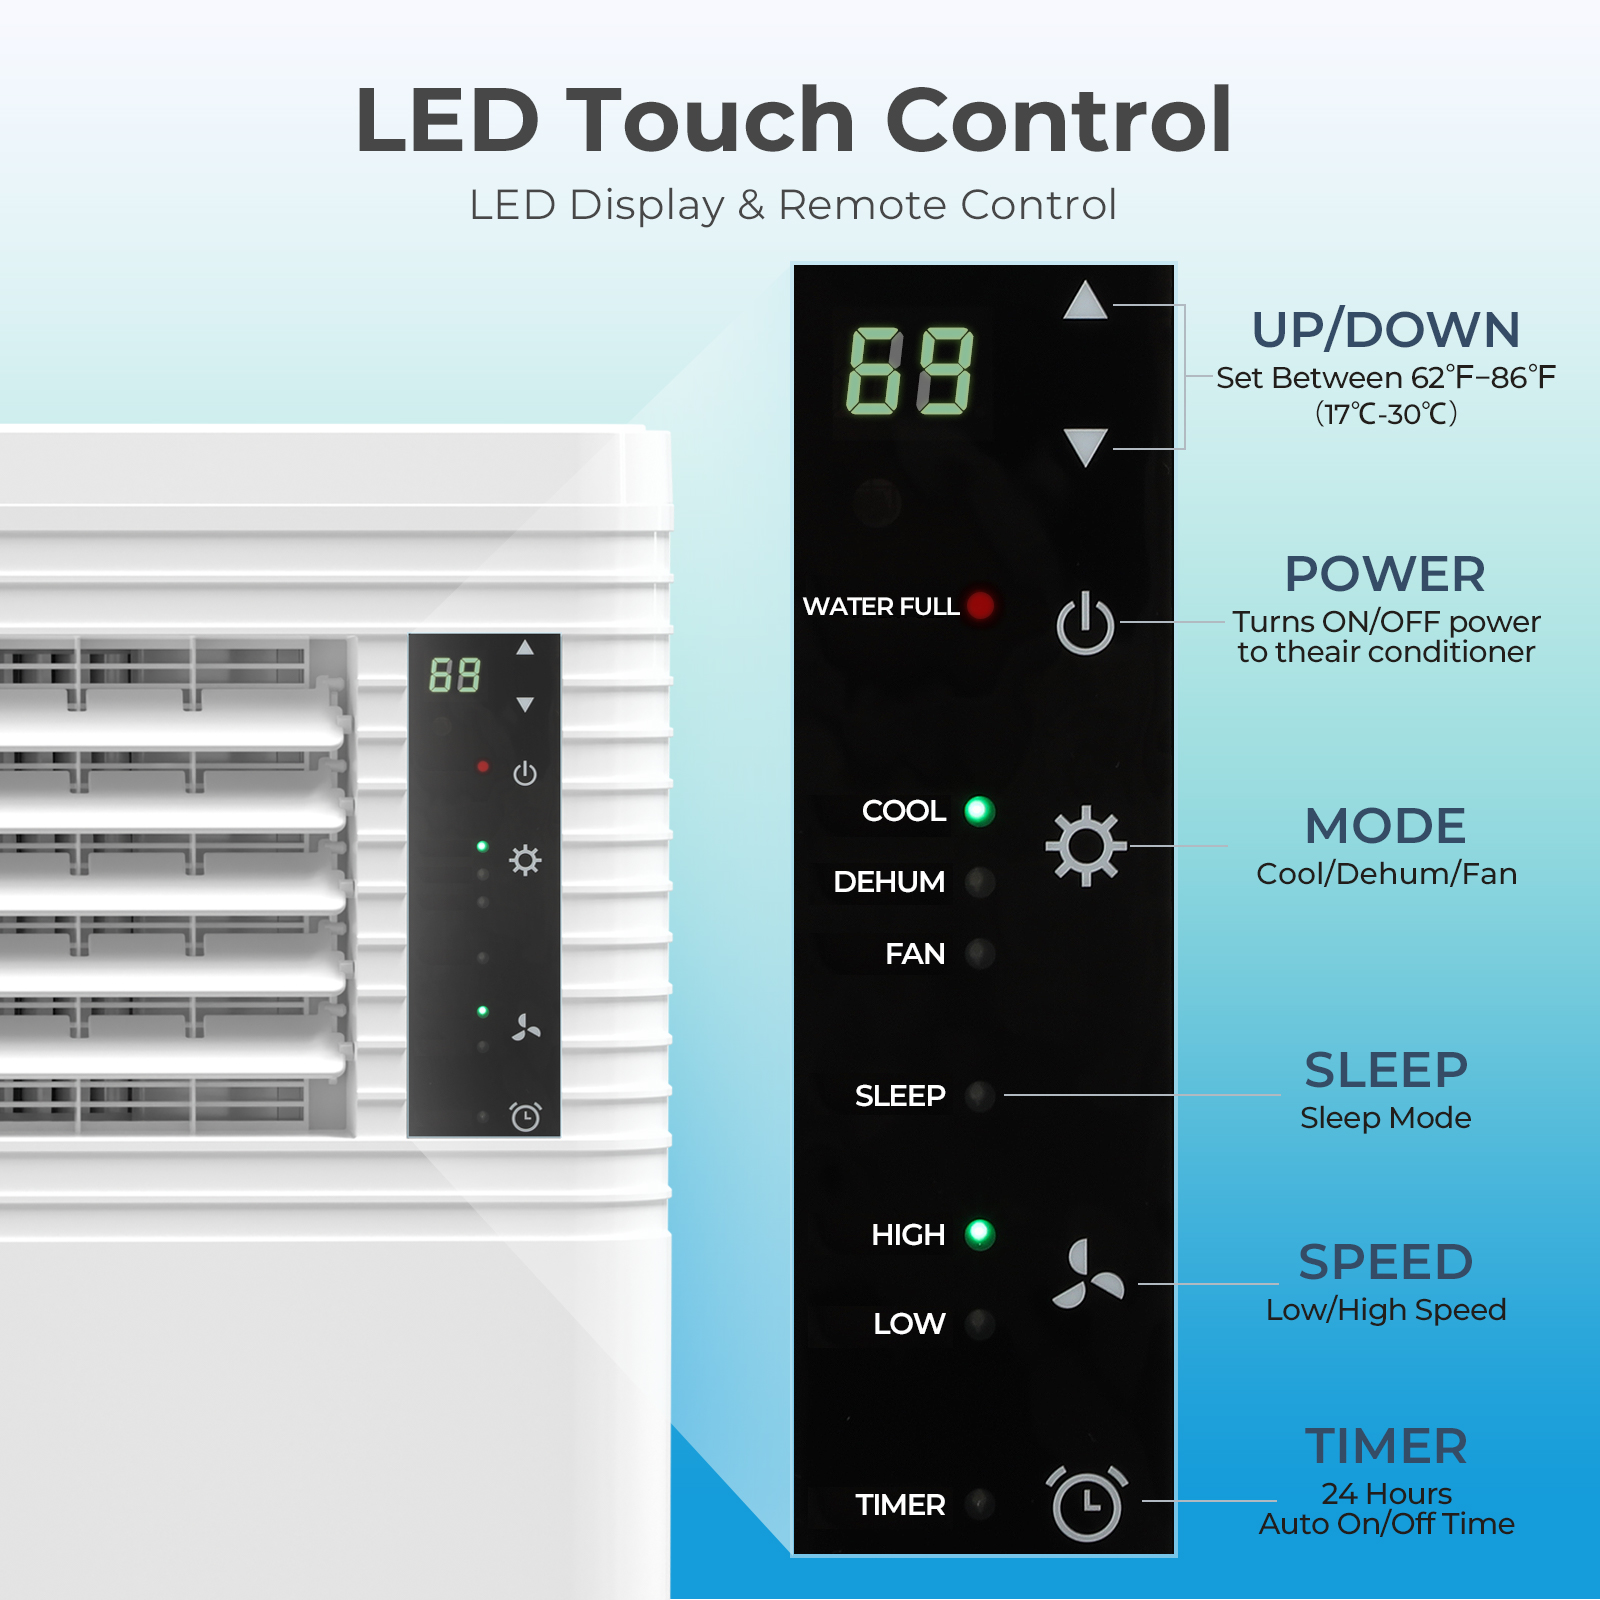 LED Touch Control
LED Display & Remote Control
69
UP/DOWN
Set Between 62°F-86°F
(17℃-30℃)
WATER FULL
POWER
Turns ON/OFF power
to theair conditioner
COOL
DEHUM
FAN
MODE
Cool/Dehum/Fan
SLEEP
SLEEP
Sleep Mode
HIGH
LOW
SPEED
Low/High Speed
TIMER
TIMER
24 Hours
Auto On/Off Time
69